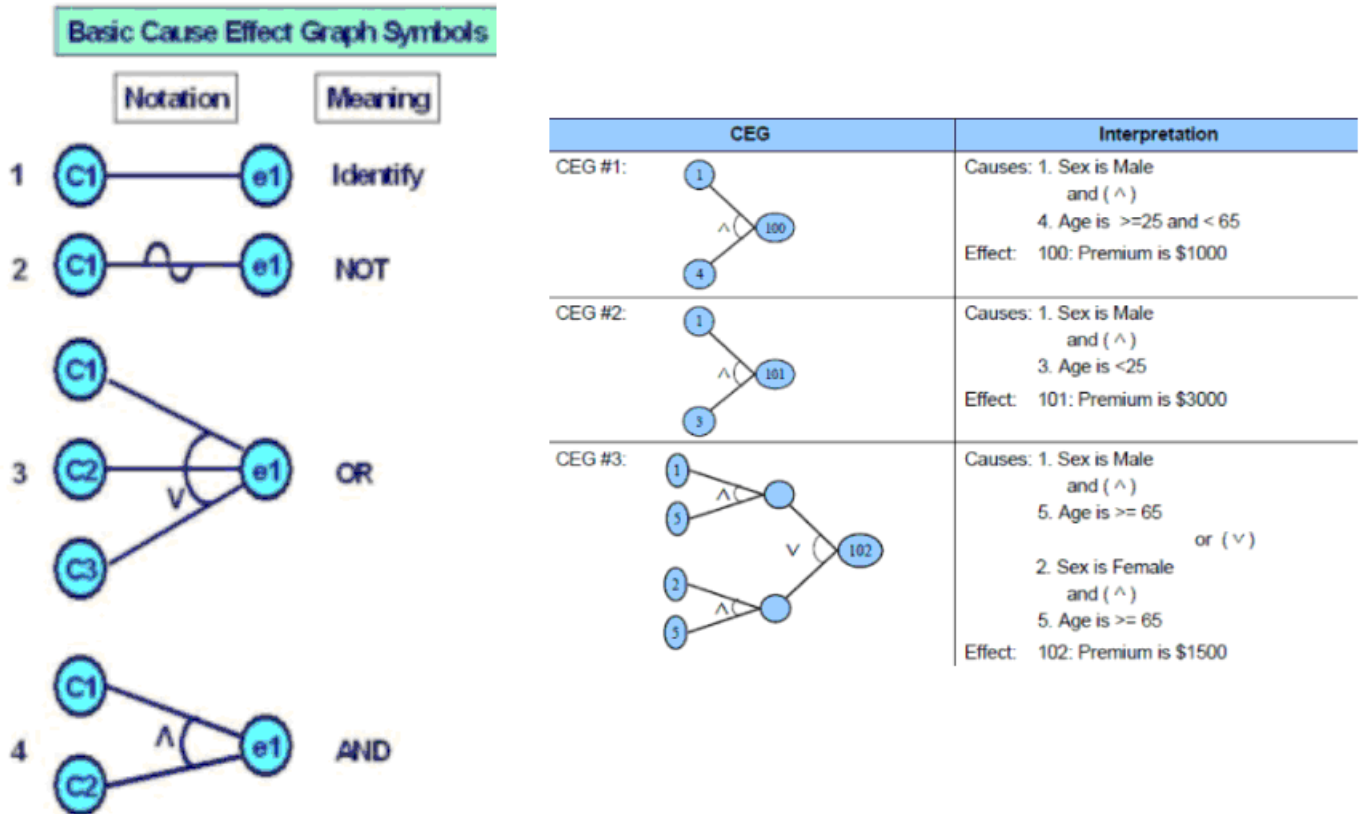 Basic Cause Effect Graph Symbols
Notation Meaning
1 C1 e1 Identify
2 C1 e1 NOT
C1
3 C2 e1 OR
V
C3
C1
4 ^ e1 AND
C2
CEG Interpretation
CEG #1:
1
^ 100
4
Causes: 1. Sex is Male
and ( ^ )
4. Age is >=25 and < 65
Effect: 100: Premium is $1000
CEG #2:
1
^ 101
3
Causes: 1. Sex is Male
and ( ^ )
3. Age is <25
Effect: 101: Premium is $3000
CEG #3:
1
^
5
v 102
2
^
5
Causes: 1. Sex is Male
and ( ^ )
5. Age is >= 65
or ( v )
2. Sex is Female
and ( ^ )
5. Age is >= 65
Effect: 102: Premium is $1500